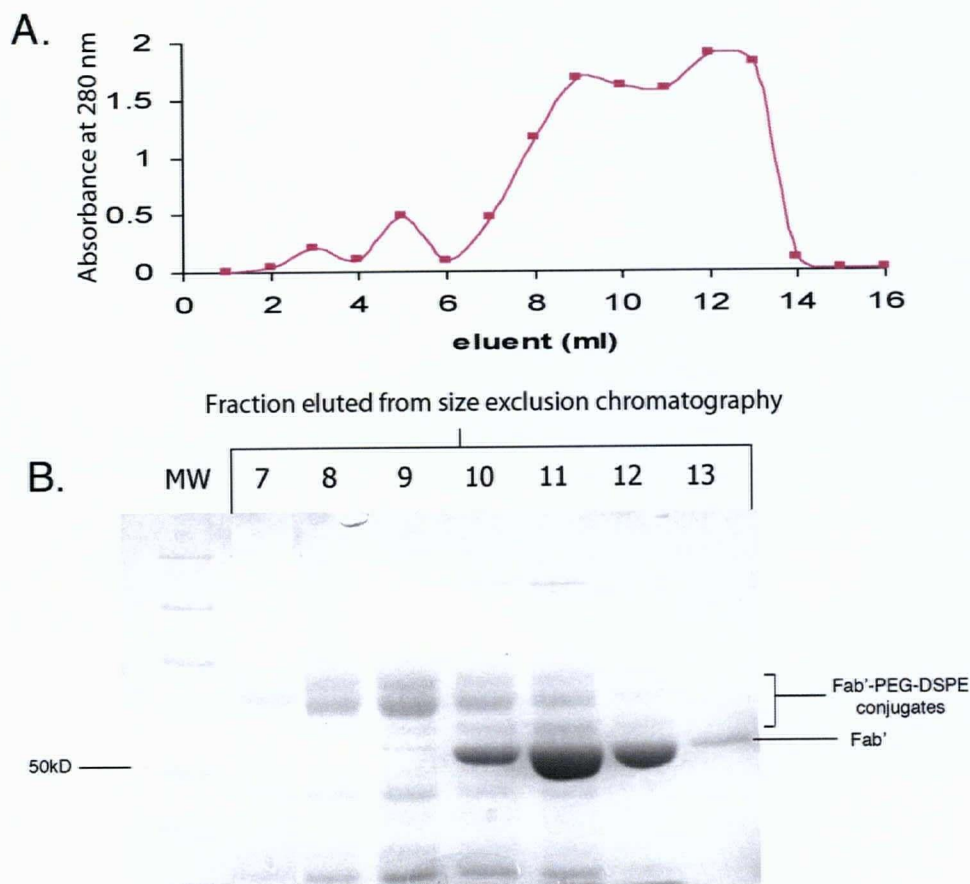 A.
Absorbance at 280 nm
2
1.5
1
0.5
0
0 2 4 6 8 10 12 14 16
eluent (ml)
Fraction eluted from size exclusion chromatography
B.
MW 7 8 9 10 11 12 13
Fab'-PEG-DSPE
conjugates
Fab'
50kD